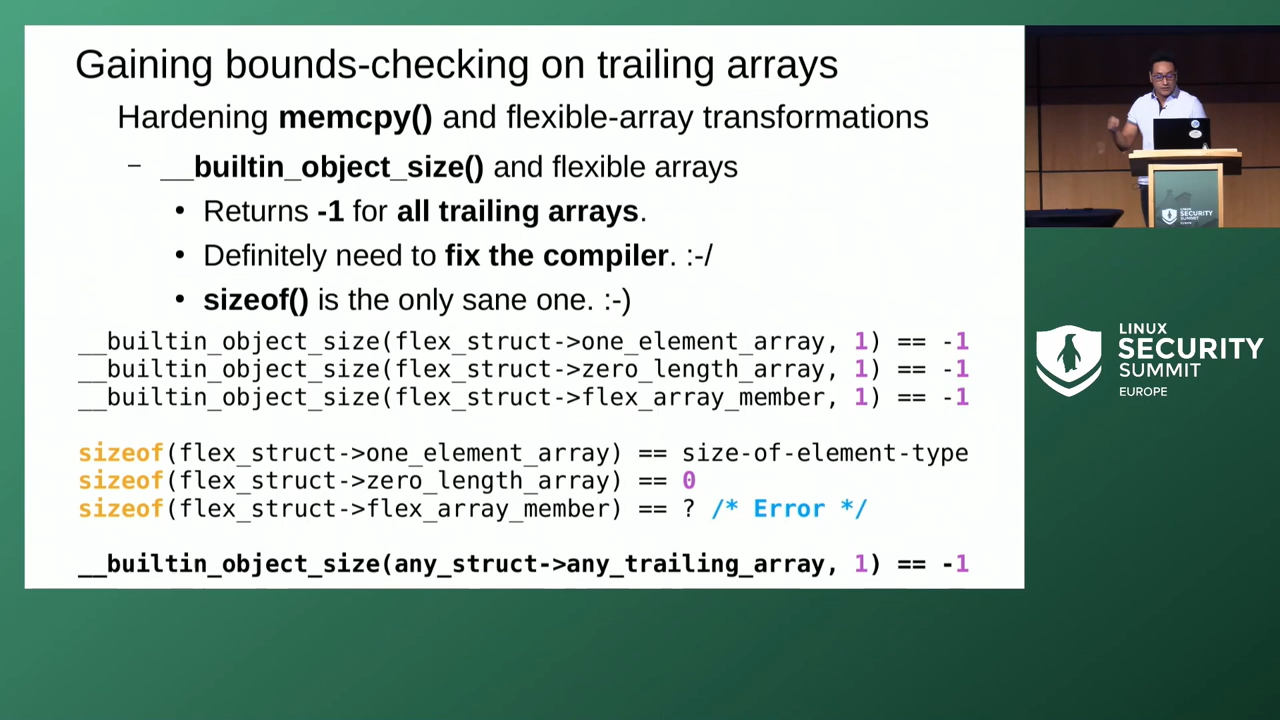 Gaining bounds-checking on trailing arrays
Hardening memcpy() and flexible-array transformations
– __builtin_object_size() and flexible arrays
• Returns -1 for all trailing arrays.
• Definitely need to fix the compiler. :-/
• sizeof() is the only sane one. :-)
__builtin_object_size(flex_struct->one_element_array, 1) == -1
__builtin_object_size(flex_struct->zero_length_array, 1) == -1
__builtin_object_size(flex_struct->flex_array_member, 1) == -1
sizeof(flex_struct->one_element_array) == size-of-element-type
sizeof(flex_struct->zero_length_array) == 0
sizeof(flex_struct->flex_array_member) == ? /* Error */
__builtin_object_size(any_struct->any_trailing_array, 1) == -1
LINUX
SECURITY
SUMMIT
LINUX
SECURITY
SUMMIT
EUROPE